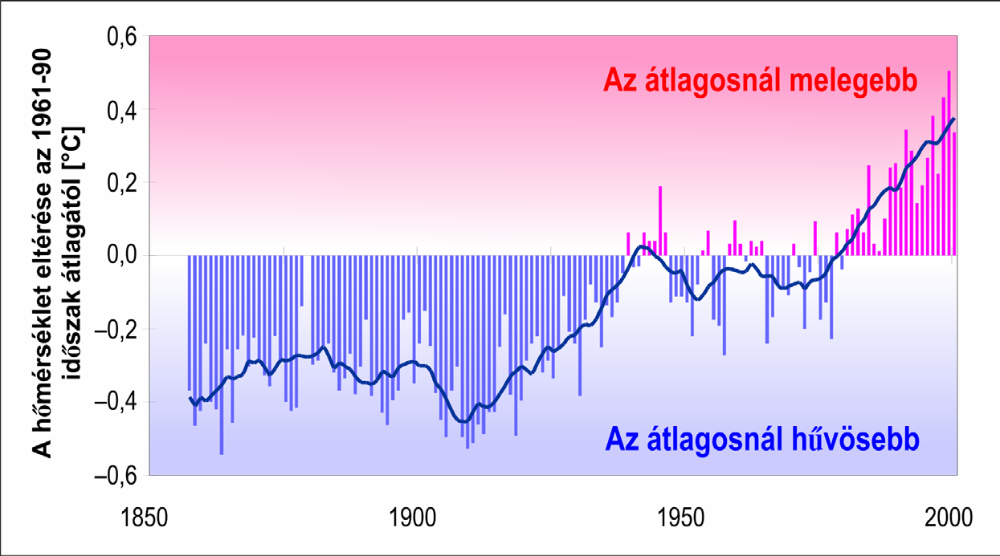 A hőmérséklet eltérése az 1961-90
időszak átlagától [°C]
0,6
0,4
0,2
0,0
–0,2
–0,4
–0,6
Az átlagosnál melegebb
Az átlagosnál hűvösebb
1850
1900
1950
2000